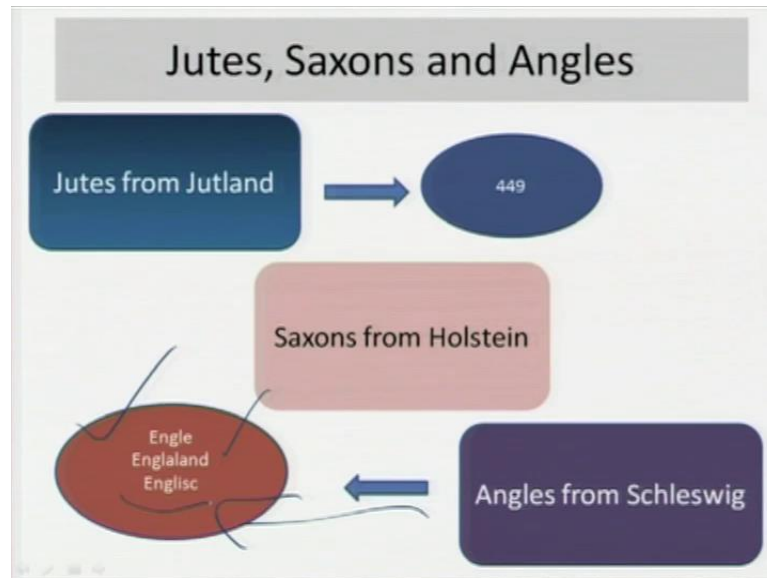 Jutes, Saxons and Angles
Jutes from Jutland
449
Saxons from Holstein
Engle
Englaland
Englisc
Angles from Schleswig